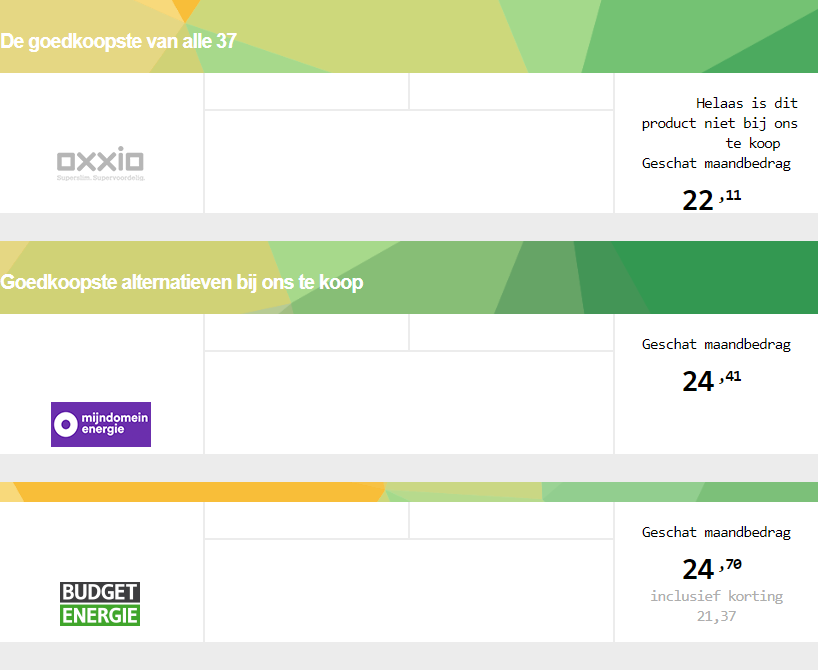 De goedkoopste van alle 37
Helaas is dit
product niet bij ons
te koop
oxxio
Superslim. Supervoordelig.
Geschat maandbedrag
22 ,11
Goedkoopste alternatieven bij ons te koop
Geschat maandbedrag
24 ,41
mijndomein
energie
Geschat maandbedrag
24 ,70
BUDGET
ENERGIE
inclusief korting
21,37